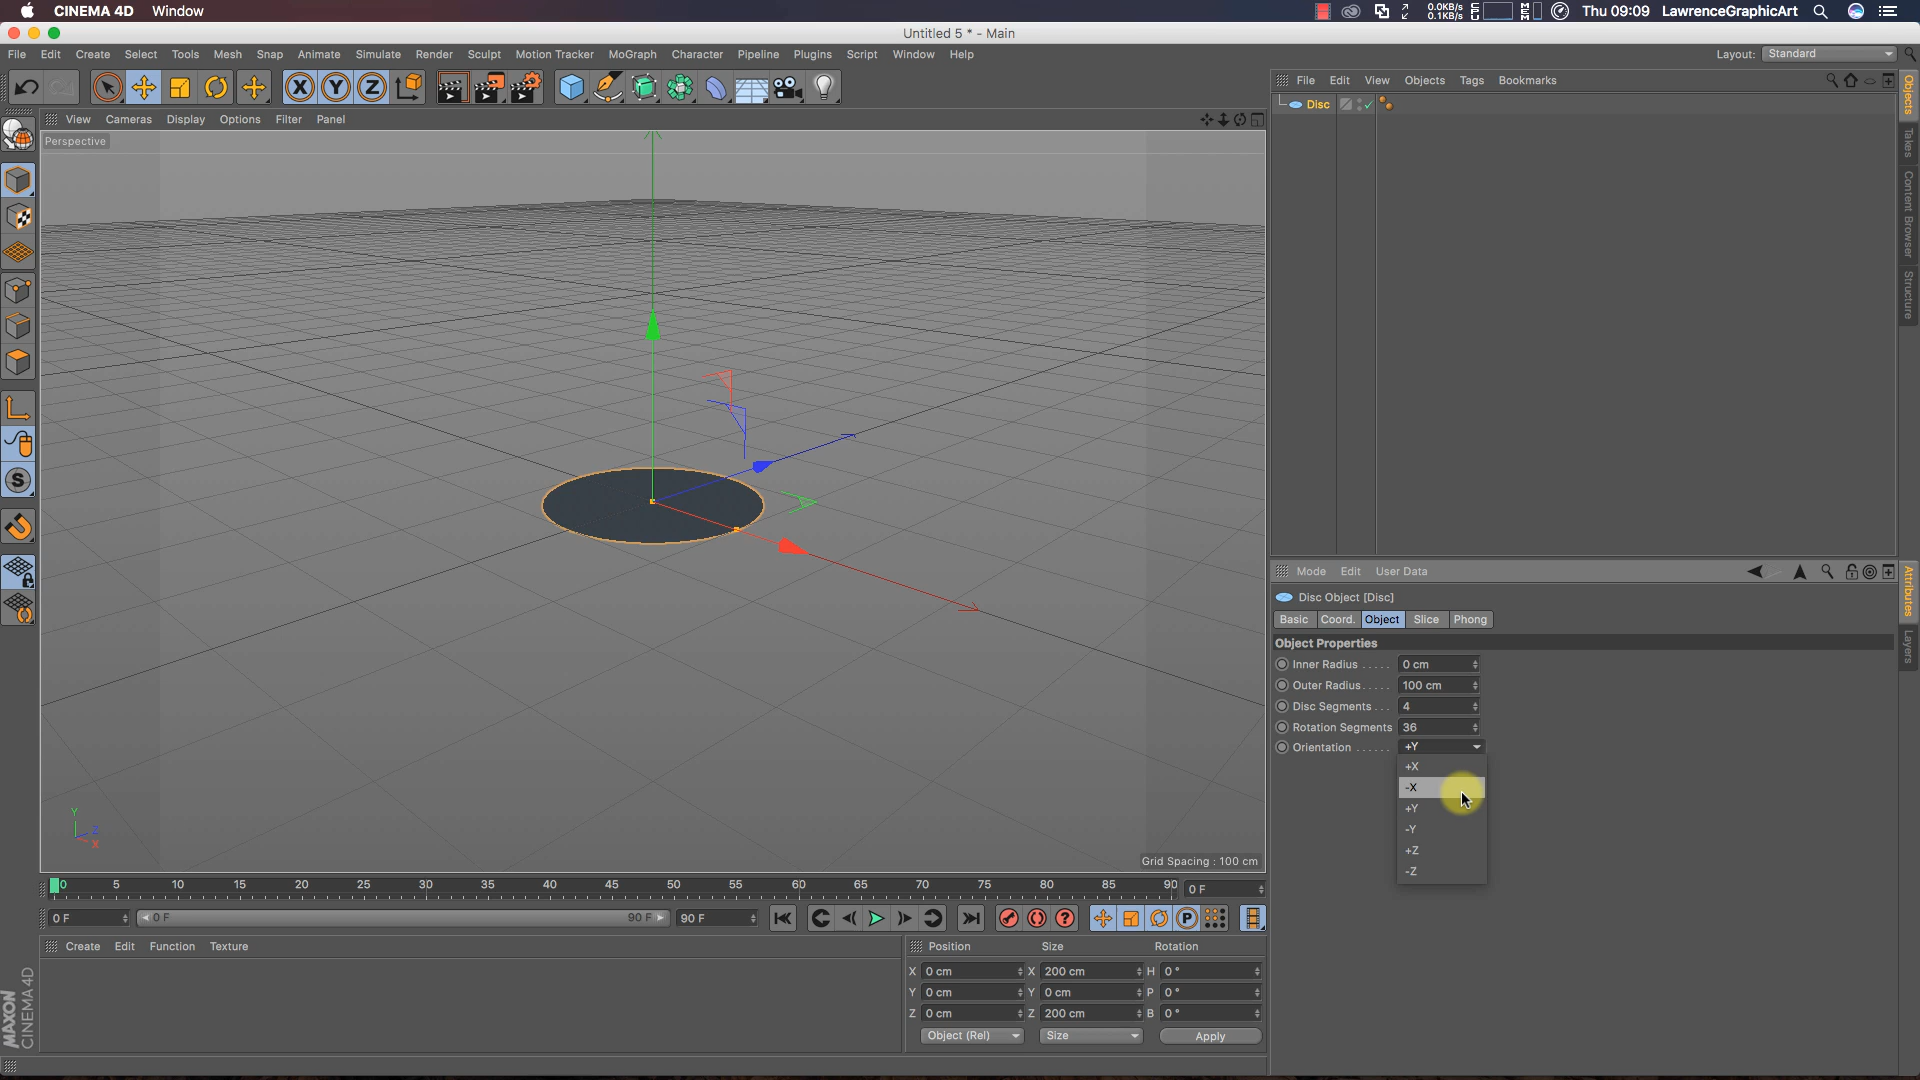 CINEMA 4D Window
0.0KB/s
0.1KB/s
CPU
MEM
Thu 09:09 LawrenceGraphicArt
Untitled 5 * - Main
File Edit Create Select Tools Mesh Snap Animate Simulate Render Sculpt Motion Tracker MoGraph Character Pipeline Plugins Script Window Help
Layout: Standard
X Y Z
View Cameras Display Options Filter Panel
Perspective
Y
Z
X
Grid Spacing : 100 cm
0 5 10 15 20 25 30 35 40 45 50 55 60 65 70 75 80 85 90 0 F
0 F 0 F 90 F 90 F
P
S
Create Edit Function Texture
MAXON
CINEMA 4D
Position Size Rotation
X 0 cm X 200 cm H 0 °
Y 0 cm Y 0 cm P 0 °
Z 0 cm Z 200 cm B 0 °
Object (Rel) Size Apply
File Edit View Objects Tags Bookmarks
Disc
Objects
Takes
Content Browser
Structure
Mode Edit User Data
Attributes
Layers
Disc Object [Disc]
Basic Coord. Object Slice Phong
Object Properties
Inner Radius ..... 0 cm
Outer Radius..... 100 cm
Disc Segments ... 4
Rotation Segments 36
Orientation ...... +Y
+X
-X
+Y
-Y
+Z
-Z